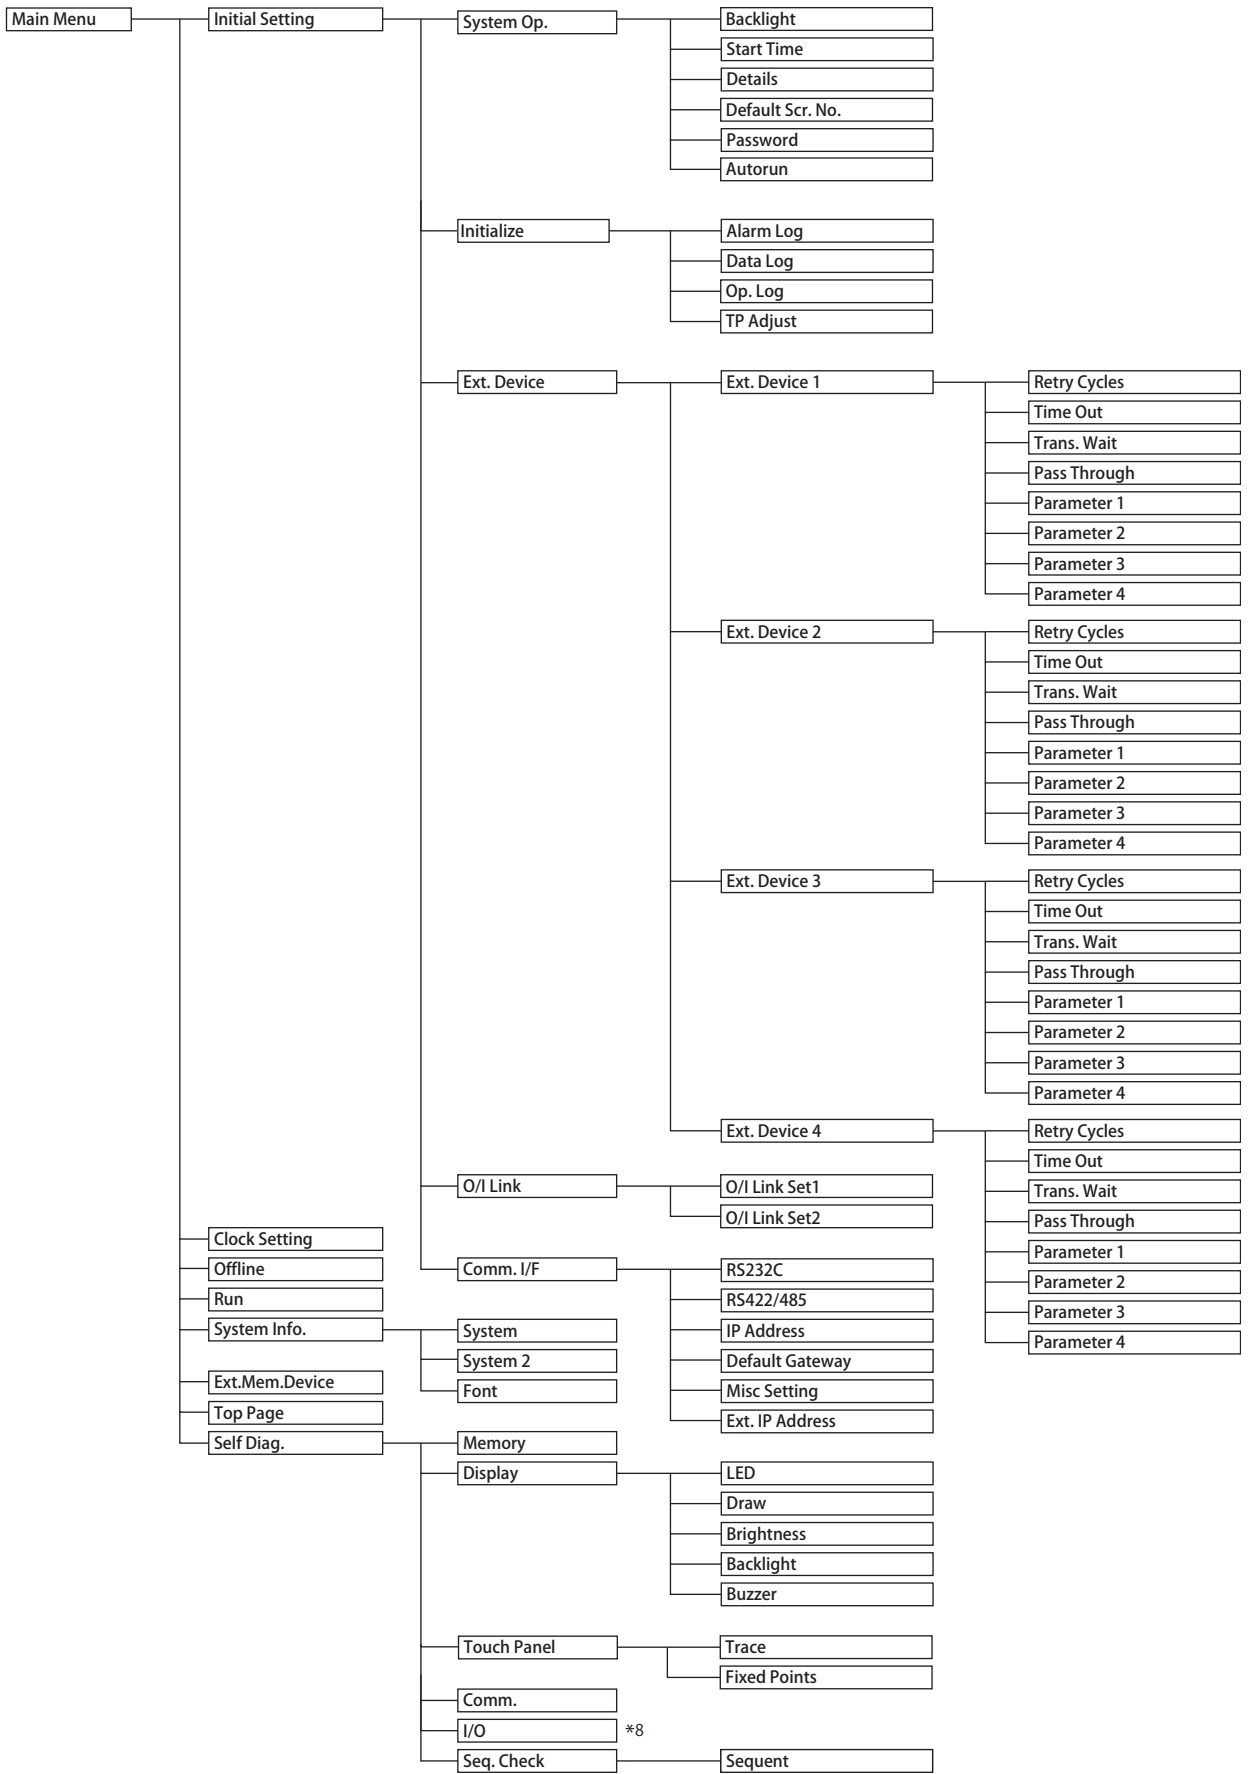 Main Menu
Initial Setting
System Op.
Backlight
Start Time
Details
Default Scr. No.
Password
Autorun
Initialize
Alarm Log
Data Log
Op. Log
TP Adjust
Ext. Device
Ext. Device 1
Retry Cycles
Time Out
Trans. Wait
Pass Through
Parameter 1
Parameter 2
Parameter 3
Parameter 4
Ext. Device 2
Retry Cycles
Time Out
Trans. Wait
Pass Through
Parameter 1
Parameter 2
Parameter 3
Parameter 4
Ext. Device 3
Retry Cycles
Time Out
Trans. Wait
Pass Through
Parameter 1
Parameter 2
Parameter 3
Parameter 4
Ext. Device 4
Retry Cycles
Time Out
Trans. Wait
Pass Through
Parameter 1
Parameter 2
Parameter 3
Parameter 4
O/I Link
O/I Link Set1
O/I Link Set2
Comm. I/F
RS232C
RS422/485
IP Address
Default Gateway
Misc Setting
Ext. IP Address
Clock Setting
Offline
Run
System Info.
System
System 2
Font
Ext.Mem.Device
Top Page
Self Diag.
Memory
Display
LED
Draw
Brightness
Backlight
Buzzer
Touch Panel
Trace
Fixed Points
Comm.
I/O *8
Seq. Check
Sequent